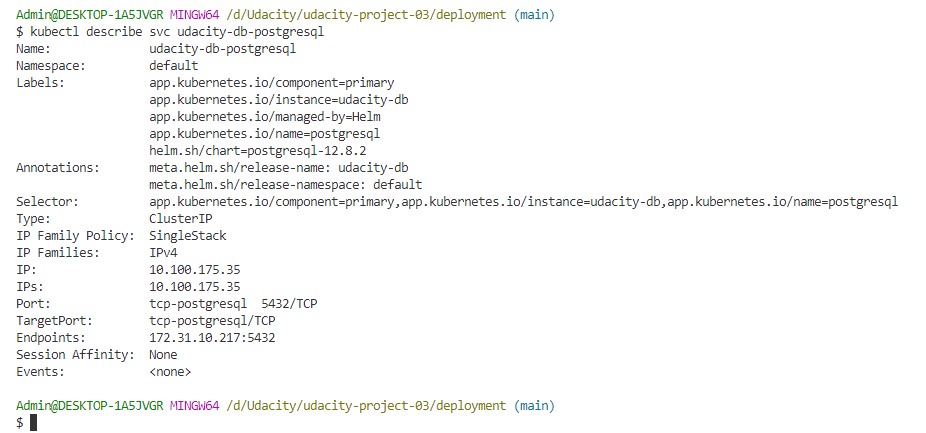 Admin@DESKTOP-1A5JVGR MINGW64 /d/Udacity/udacity-project-03/deployment (main)
$ kubectl describe svc udacity-db-postgresql
Name:              udacity-db-postgresql
Namespace:         default
Labels:            app.kubernetes.io/component=primary
                   app.kubernetes.io/instance=udacity-db
                   app.kubernetes.io/managed-by=Helm
                   app.kubernetes.io/name=postgresql
                   helm.sh/chart=postgresql-12.8.2
Annotations:       meta.helm.sh/release-name: udacity-db
                   meta.helm.sh/release-namespace: default
Selector:          app.kubernetes.io/component=primary,app.kubernetes.io/instance=udacity-db,app.kubernetes.io/name=postgresql
Type:              ClusterIP
IP Family Policy:  SingleStack
IP Families:       IPv4
IP:                10.100.175.35
IPs:               10.100.175.35
Port:              tcp-postgresql  5432/TCP
TargetPort:        tcp-postgresql/TCP
Endpoints:         172.31.10.217:5432
Session Affinity:  None
Events:            <none>

Admin@DESKTOP-1A5JVGR MINGW64 /d/Udacity/udacity-project-03/deployment (main)
$